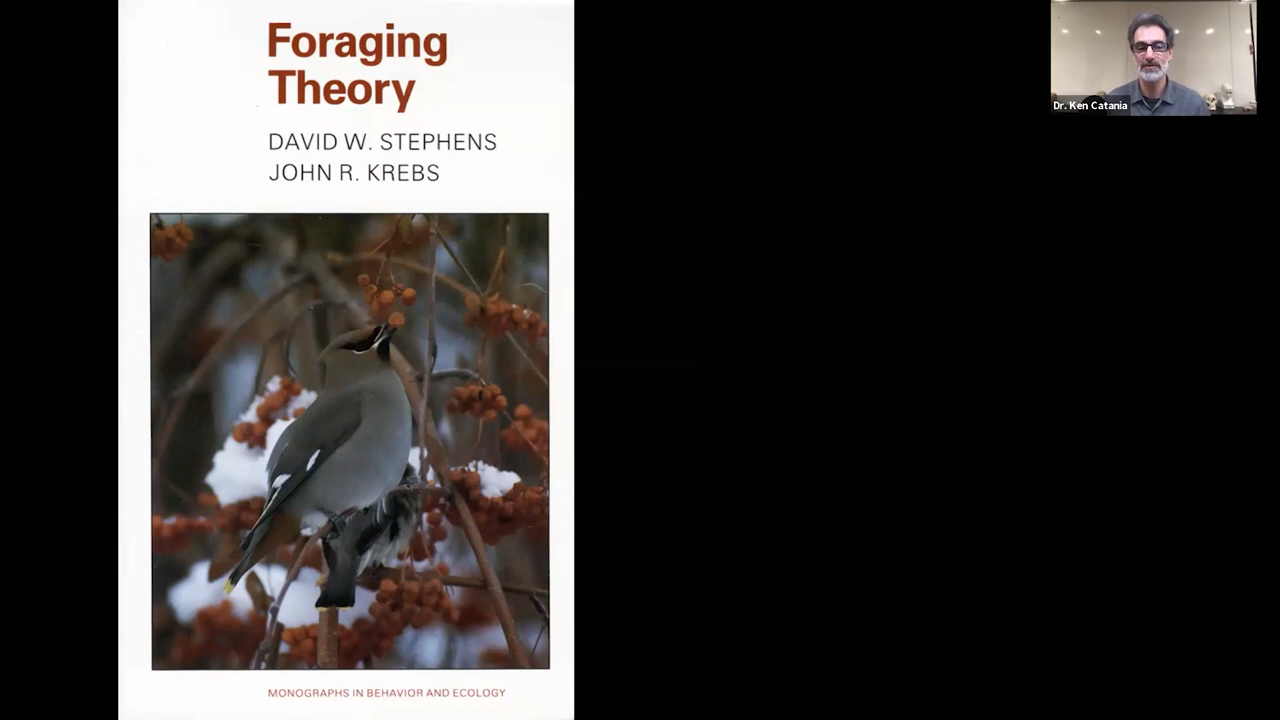 Foraging
Theory
DAVID W. STEPHENS
JOHN R. KREBS
MONOGRAPHS IN BEHAVIOR AND ECOLOGY
Dr. Ken Catania